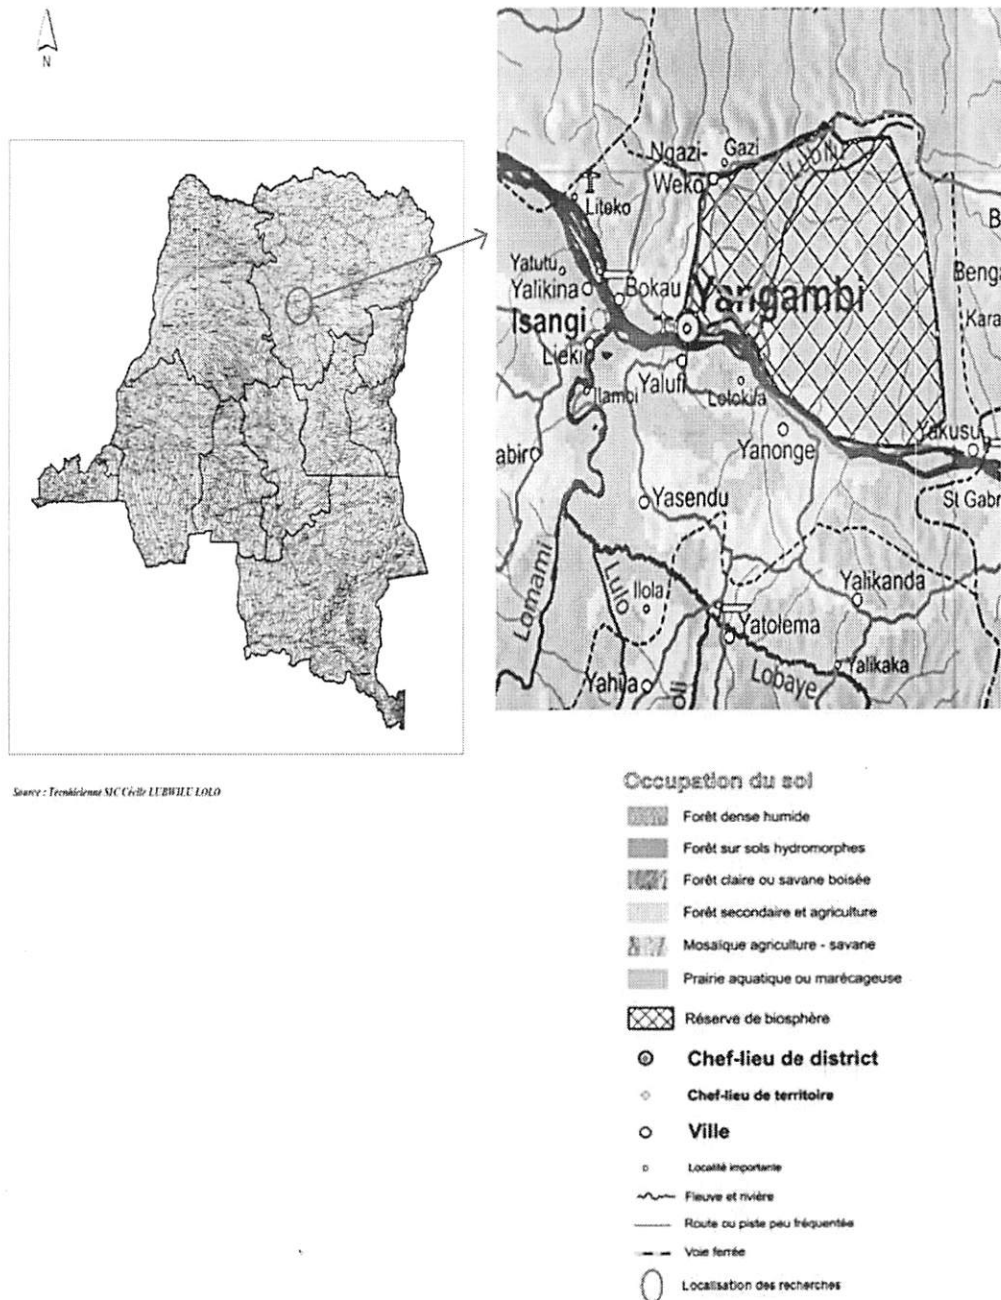 N
Ngazi-
Gazi
Weko
Liteko
Yatutu
Yalikina
Bokau
Yangambi
Isangi
Yalufi
Ilambi
Yanonge
Yakusu
Benga
Kara
B
abiro
St Gabr
Yasendu
Lomami
Lulo
Ilola
Yalikanda
Yatolema
Yalikaka
Lobaye
Yahila
oli
Source : Tecnhicienne SIC Cécile LUBWILU LOLO
Occupation du sol
Forêt dense humide
Forêt sur sols hydromorphes
Forêt claire ou savane boisée
Forêt secondaire et agriculture
Mosaïque agriculture - savane
Prairie aquatique ou marécageuse
Réserve de biosphère
Chef-lieu de district
Chef-lieu de territoire
Ville
Localité importante
Fleuve et rivière
Route ou piste peu fréquentée
Voie ferrée
Localisation des recherches